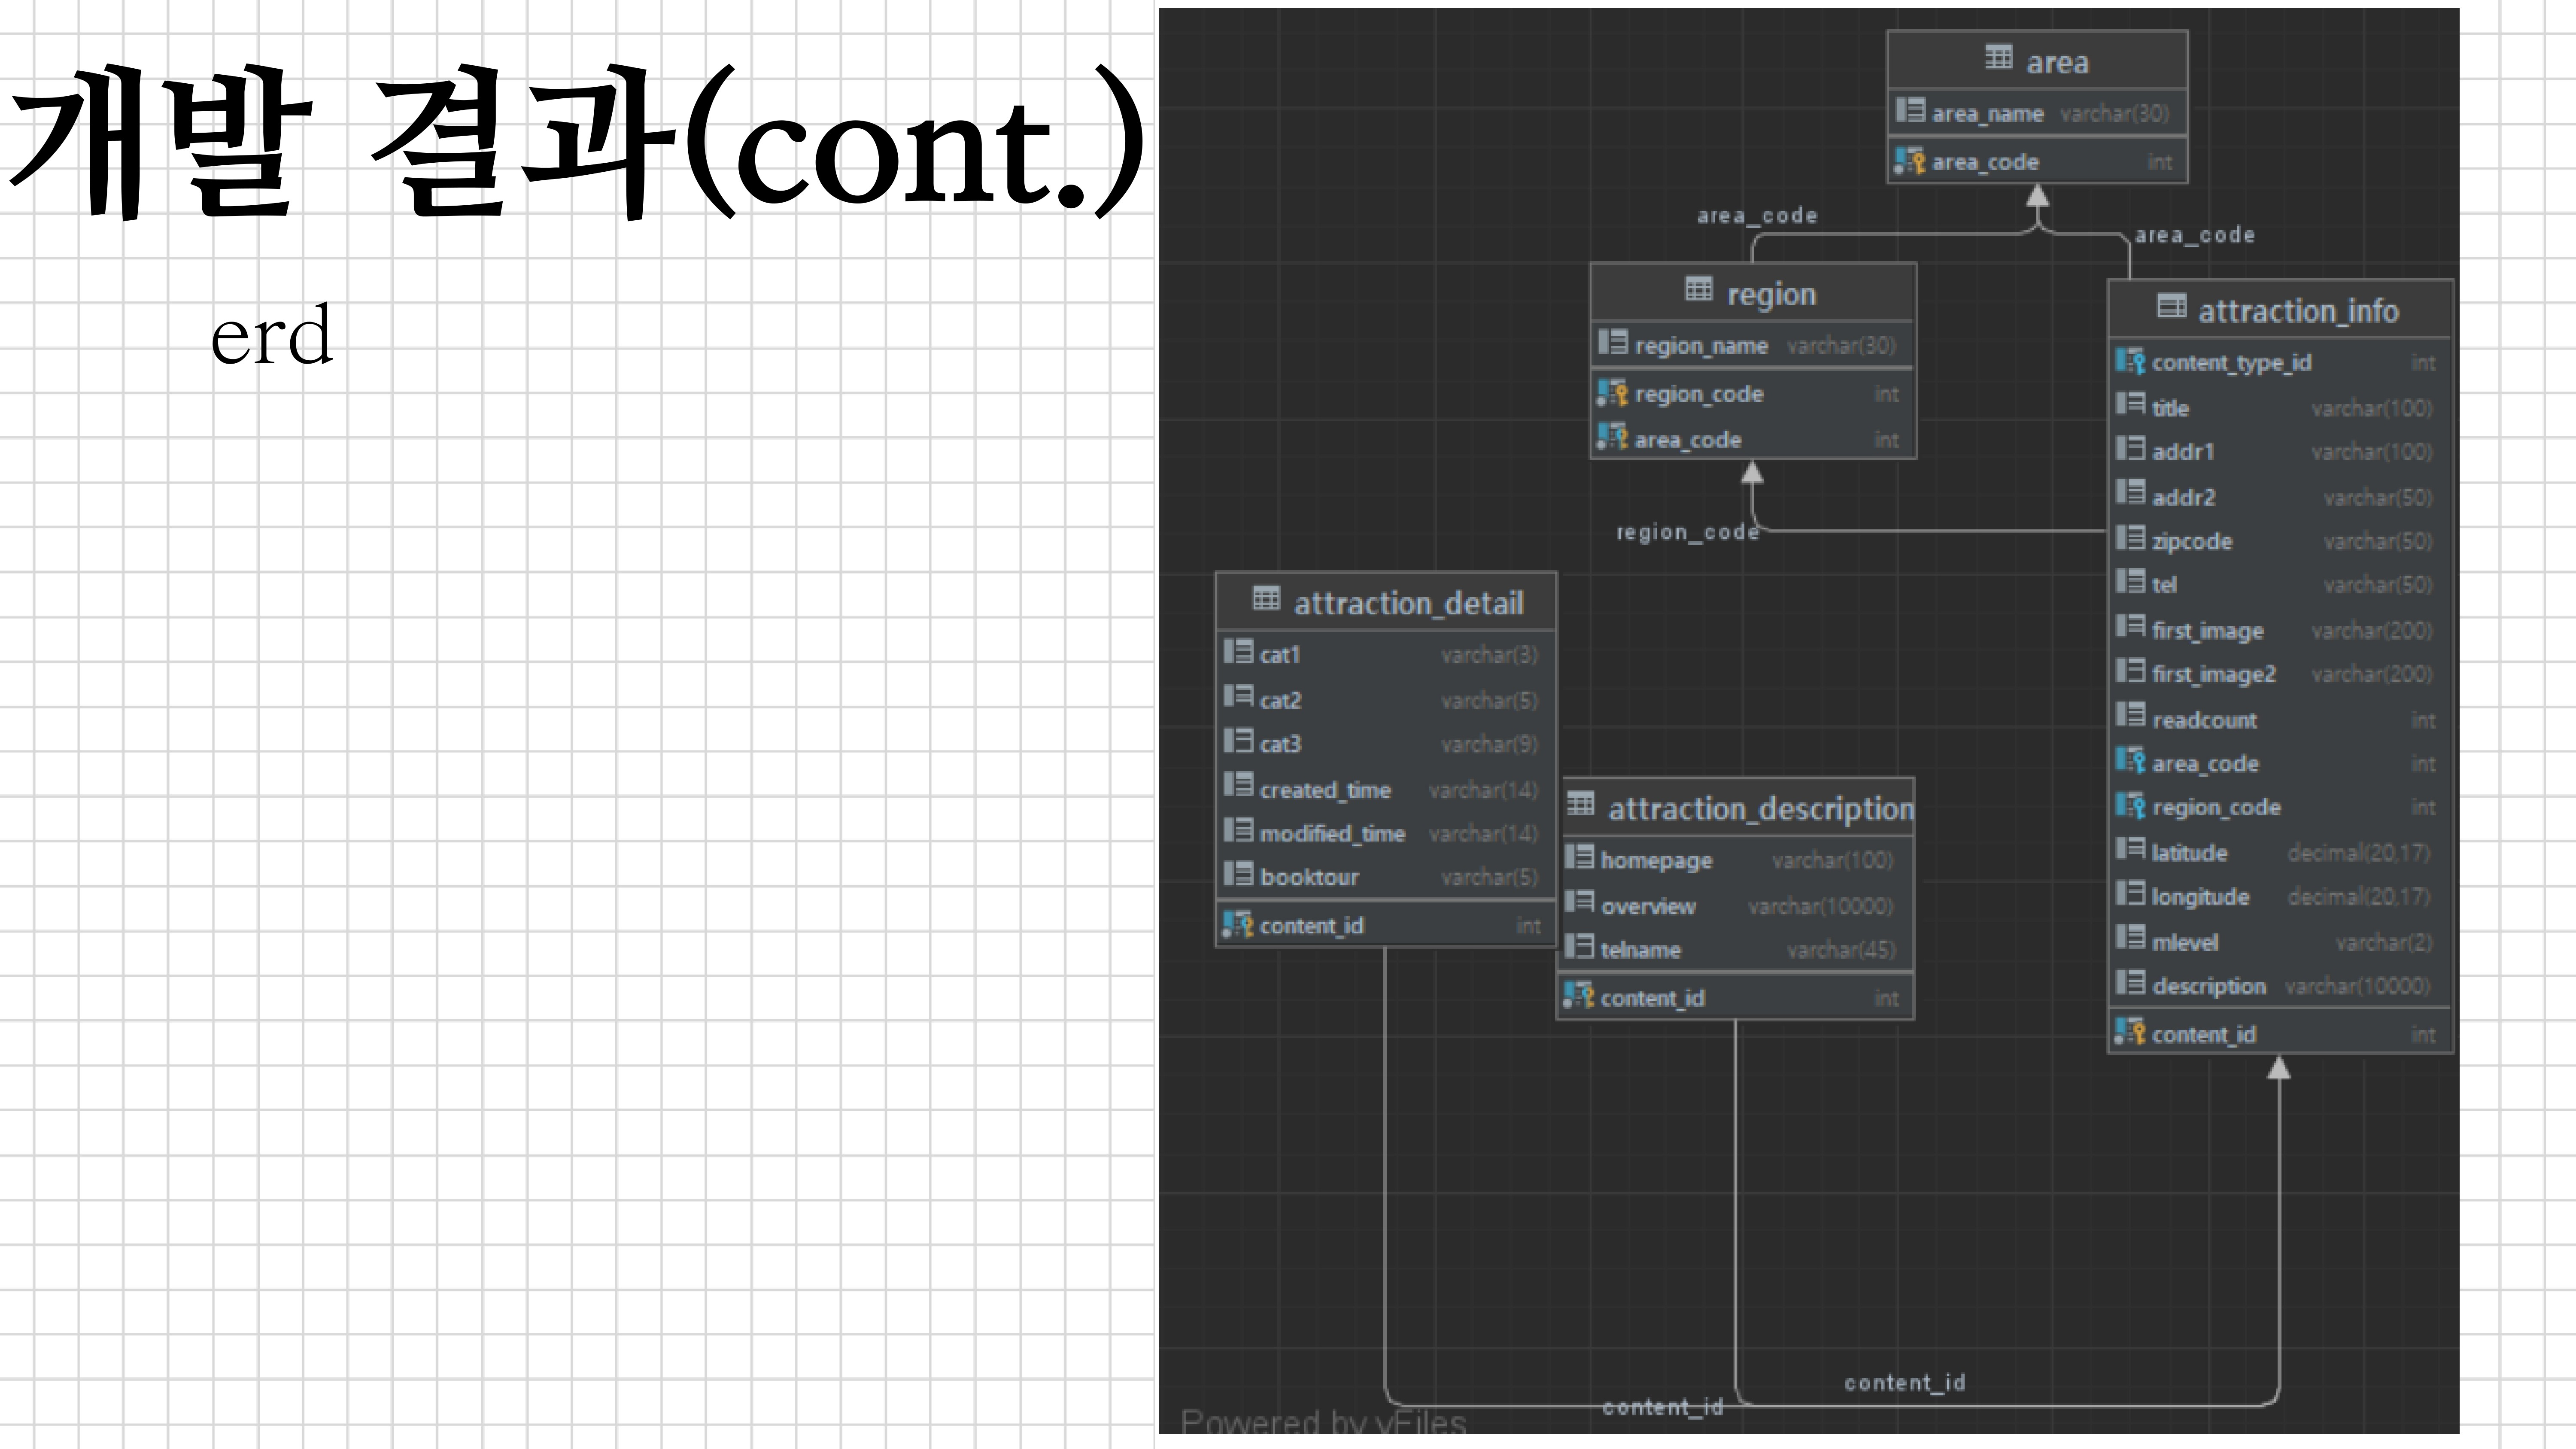 개발 결과(cont.)
erd
area
area_name varchar(30)
area_code int
area_code
area_code
region
region_name varchar(30)
region_code int
area_code int
region_code
attraction_info
content_type_id int
title varchar(100)
addr1 varchar(100)
addr2 varchar(50)
zipcode varchar(50)
tel varchar(50)
first_image varchar(200)
first_image2 varchar(200)
readcount int
area_code int
region_code int
latitude decimal(20,17)
longitude decimal(20,17)
mlevel varchar(2)
description varchar(10000)
content_id int
attraction_detail
cat1 varchar(3)
cat2 varchar(5)
cat3 varchar(9)
created_time varchar(14)
modified_time varchar(14)
booktour varchar(5)
content_id int
attraction_description
homepage varchar(100)
overview varchar(10000)
telname varchar(45)
content_id int
content_id
content_id
Powered by yFiles